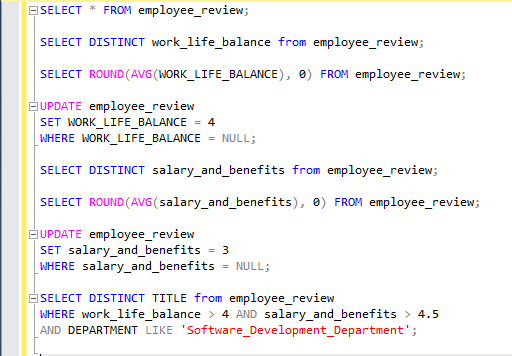 SELECT * FROM employee_review;
SELECT DISTINCT work_life_balance from employee_review;
SELECT ROUND(AVG(WORK_LIFE_BALANCE), 0) FROM employee_review;
UPDATE employee_review
SET WORK_LIFE_BALANCE = 4
WHERE WORK_LIFE_BALANCE = NULL;
SELECT DISTINCT salary_and_benefits from employee_review;
SELECT ROUND(AVG(salary_and_benefits), 0) FROM employee_review;
UPDATE employee_review
SET salary_and_benefits = 3
WHERE salary_and_benefits = NULL;
SELECT DISTINCT TITLE from employee_review
WHERE work_life_balance > 4 AND salary_and_benefits > 4.5
AND DEPARTMENT LIKE 'Software_Development_Department';